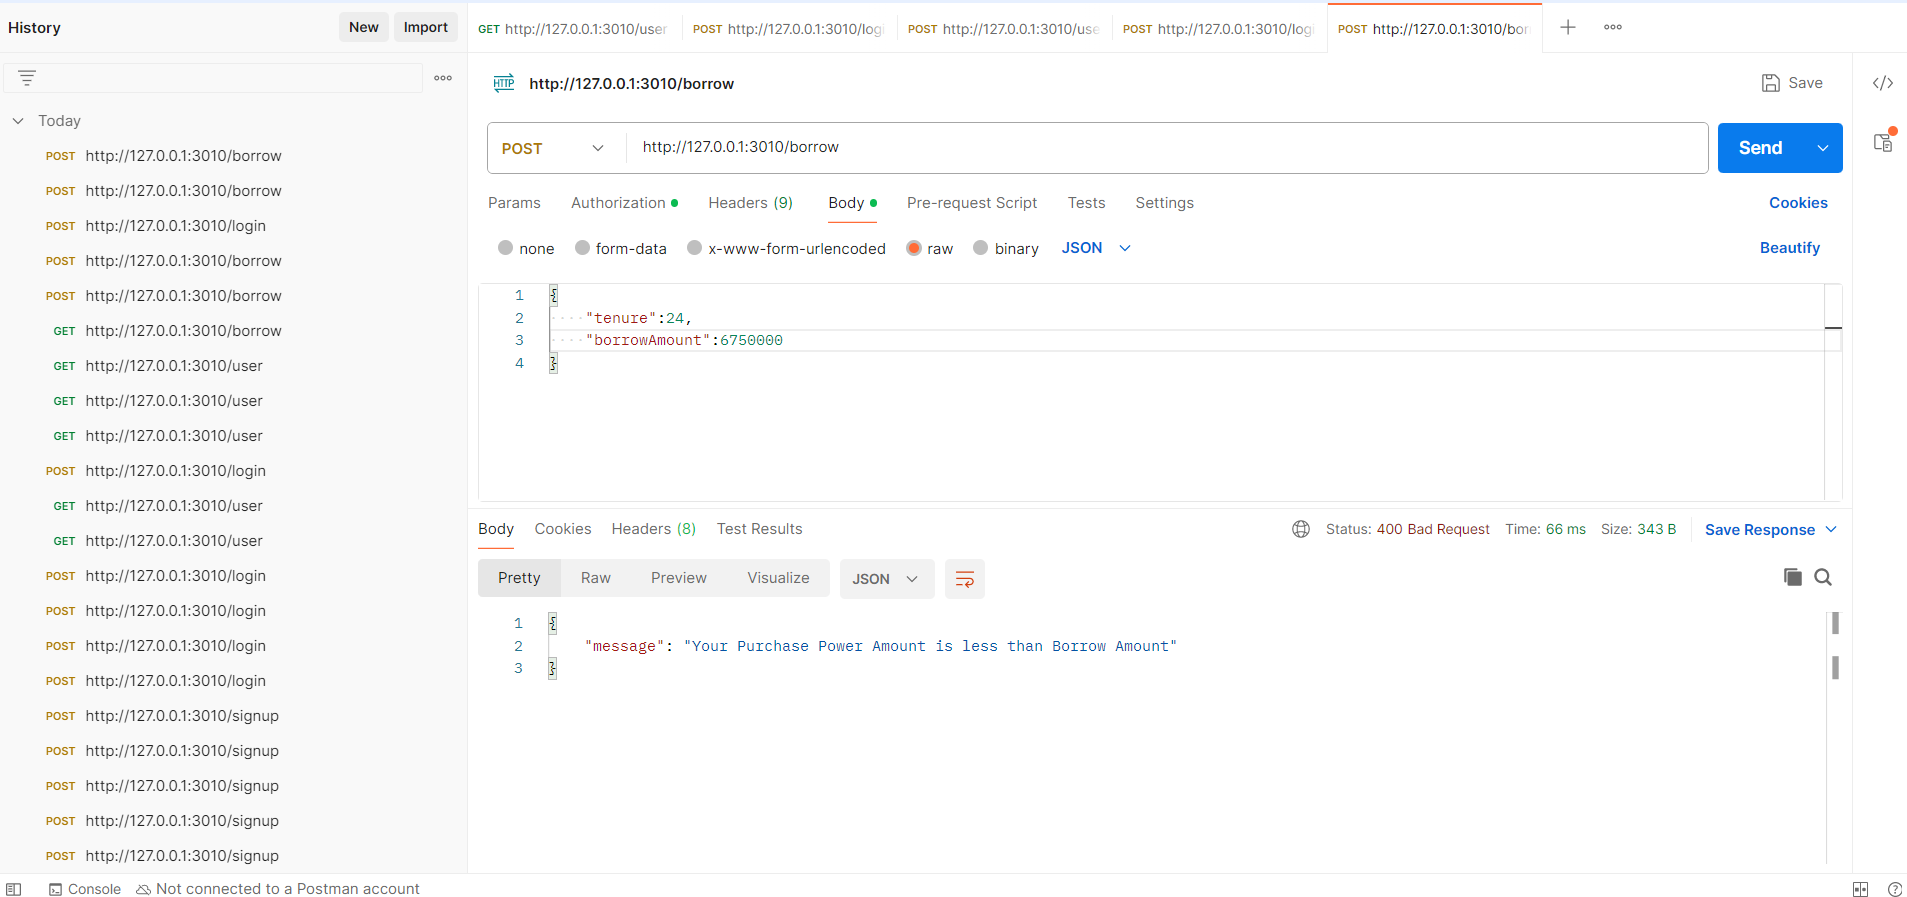 History
New
Import
Today
POST http://127.0.0.1:3010/borrow
POST http://127.0.0.1:3010/borrow
POST http://127.0.0.1:3010/login
POST http://127.0.0.1:3010/borrow
POST http://127.0.0.1:3010/borrow
GET http://127.0.0.1:3010/borrow
GET http://127.0.0.1:3010/user
GET http://127.0.0.1:3010/user
GET http://127.0.0.1:3010/user
POST http://127.0.0.1:3010/login
GET http://127.0.0.1:3010/user
GET http://127.0.0.1:3010/user
POST http://127.0.0.1:3010/login
POST http://127.0.0.1:3010/login
POST http://127.0.0.1:3010/login
POST http://127.0.0.1:3010/login
POST http://127.0.0.1:3010/signup
POST http://127.0.0.1:3010/signup
POST http://127.0.0.1:3010/signup
POST http://127.0.0.1:3010/signup
POST http://127.0.0.1:3010/signup
GET http://127.0.0.1:3010/user
POST http://127.0.0.1:3010/logi
POST http://127.0.0.1:3010/use
POST http://127.0.0.1:3010/logi
POST http://127.0.0.1:3010/bor
HTTP http://127.0.0.1:3010/borrow
Save
POST http://127.0.0.1:3010/borrow
Send
Params Authorization Headers (9) Body Pre-request Script Tests Settings
Cookies
none form-data x-www-form-urlencoded raw binary JSON
Beautify
1 {
2 "tenure":24,
3 "borrowAmount":6750000
4 }
Body Cookies Headers (8) Test Results
Status: 400 Bad Request Time: 66 ms Size: 343 B
Save Response
Pretty Raw Preview Visualize JSON
1 {
2 "message": "Your Purchase Power Amount is less than Borrow Amount"
3 }
Console
Not connected to a Postman account